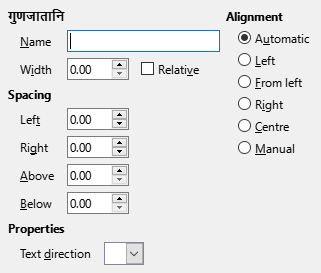 गुणजातानि
Name
Width 0.00 Relative
Spacing
Left 0.00
Right 0.00
Above 0.00
Below 0.00
Properties
Text direction
Alignment
Automatic
Left
From left
Right
Centre
Manual